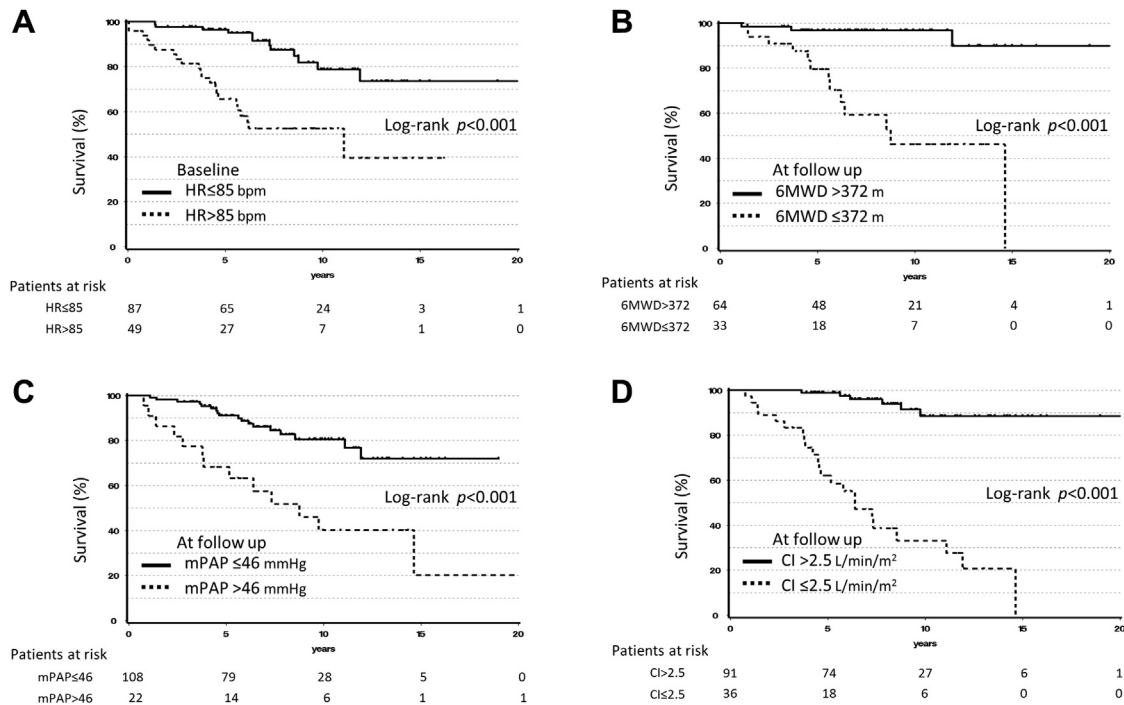 A
100
80
60
40
20
0
Survival (%)
Log-rank p<0.001
Baseline
HR≤85 bpm
HR>85 bpm
0 5 10 15 20
years
Patients at risk
HR≤85 87 65 24 3 1
HR>85 49 27 7 1 0
B
100
80
60
40
20
0
Survival (%)
Log-rank p<0.001
At follow up
6MWD >372 m
6MWD ≤372 m
0 5 10 15 20
years
Patients at risk
6MWD>372 64 48 21 4 1
6MWD≤372 33 18 7 0 0
C
100
80
60
40
20
0
Survival (%)
Log-rank p<0.001
At follow up
mPAP ≤46 mmHg
mPAP >46 mmHg
0 5 10 15 20
years
Patients at risk
mPAP≤46 108 79 28 5 0
mPAP>46 22 14 6 1 1
D
100
80
60
40
20
0
Survival (%)
Log-rank p<0.001
At follow up
CI >2.5 L/min/m²
CI ≤2.5 L/min/m²
0 5 10 15 20
years
Patients at risk
CI>2.5 91 74 27 6 1
CI≤2.5 36 18 6 0 0